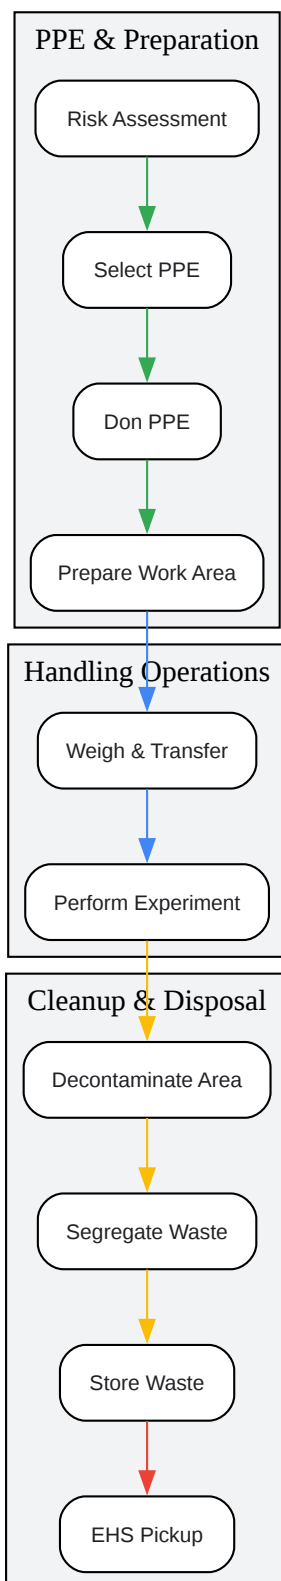 PPE & Preparation
Risk Assessment
Select PPE
Don PPE
Prepare Work Area
Handling Operations
Weigh & Transfer
Perform Experiment
Cleanup & Disposal
Decontaminate Area
Segregate Waste
Store Waste
EHS Pickup